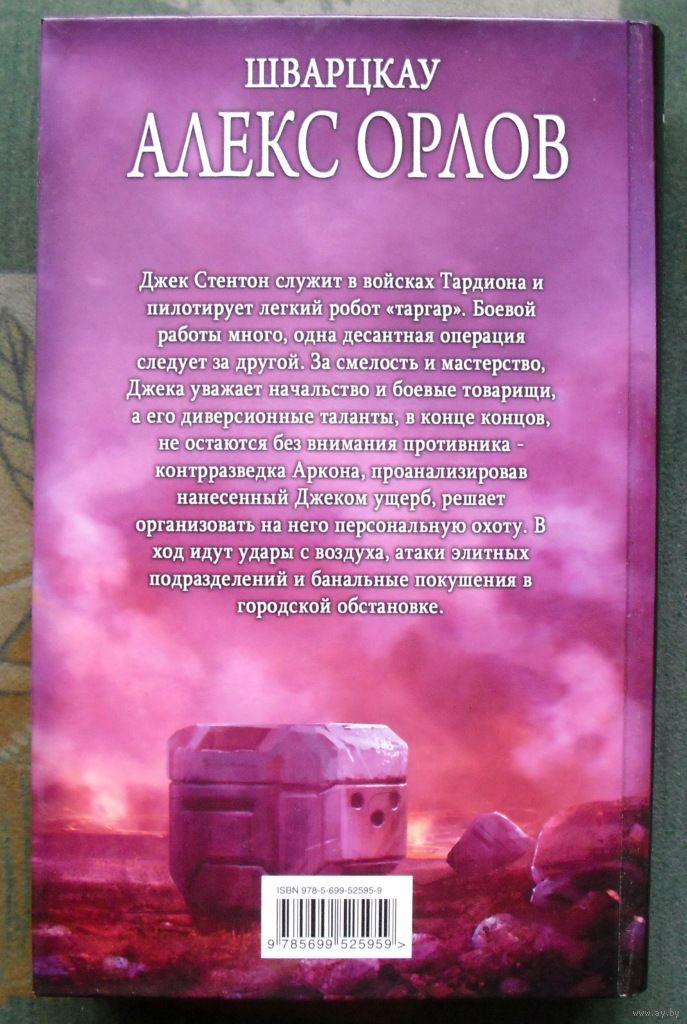 ШВАРЦКАУ
АЛЕКС ОРЛОВ
Джек Стентон служит в войсках Тардиона и
пилотирует легкий робот «таргар». Боевой
работы много, одна десантная операция
следует за другой. За смелость и мастерство,
Джека уважает начальство и боевые товарищи,
а его диверсионные таланты, в конце концов,
не остаются без внимания противника -
контрразведка Аркона, проанализировав
нанесенный Джеком ущерб, решает
организовать на него персональную охоту. В
ход идут удары с воздуха, атаки элитных
подразделений и банальные покушения в
городской обстановке.
ISBN 978-5-699-52595-9
9 785699 525959 >
www.ay.by